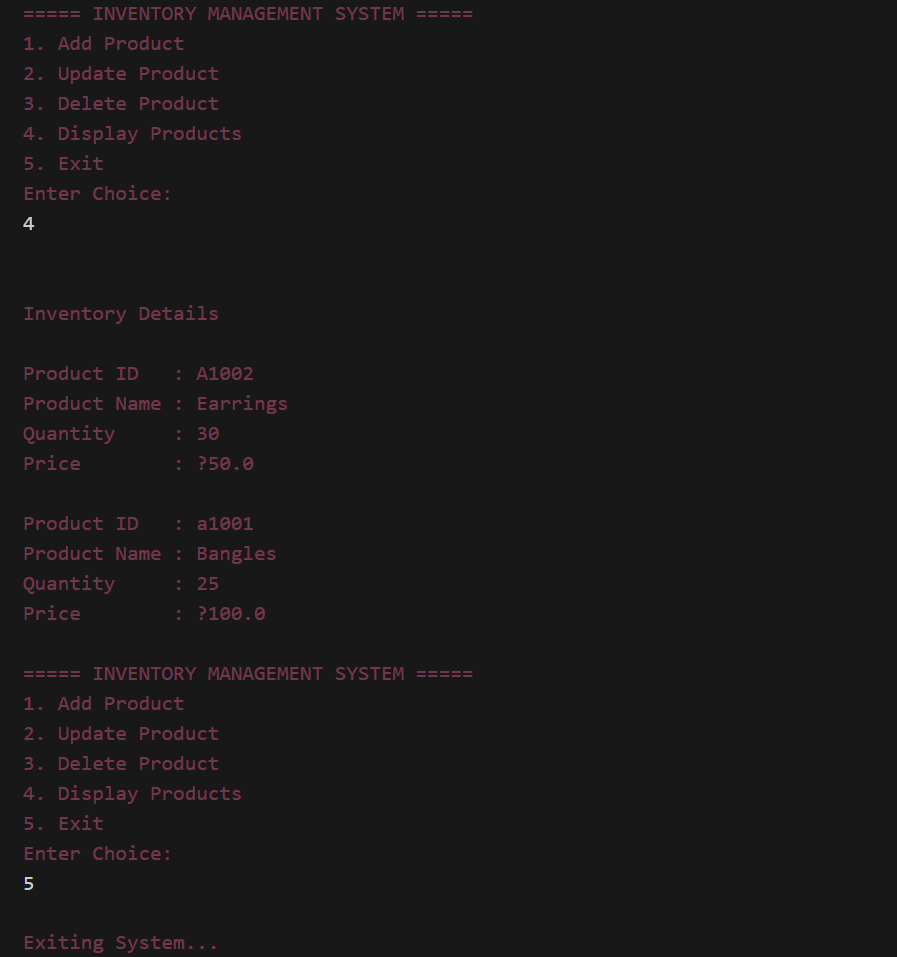 ===== INVENTORY MANAGEMENT SYSTEM =====
1. Add Product
2. Update Product
3. Delete Product
4. Display Products
5. Exit
Enter Choice:
4
Inventory Details
Product ID   : A1002
Product Name : Earrings
Quantity     : 30
Price        : ?50.0
Product ID   : a1001
Product Name : Bangles
Quantity     : 25
Price        : ?100.0
===== INVENTORY MANAGEMENT SYSTEM =====
1. Add Product
2. Update Product
3. Delete Product
4. Display Products
5. Exit
Enter Choice:
5
Exiting System...